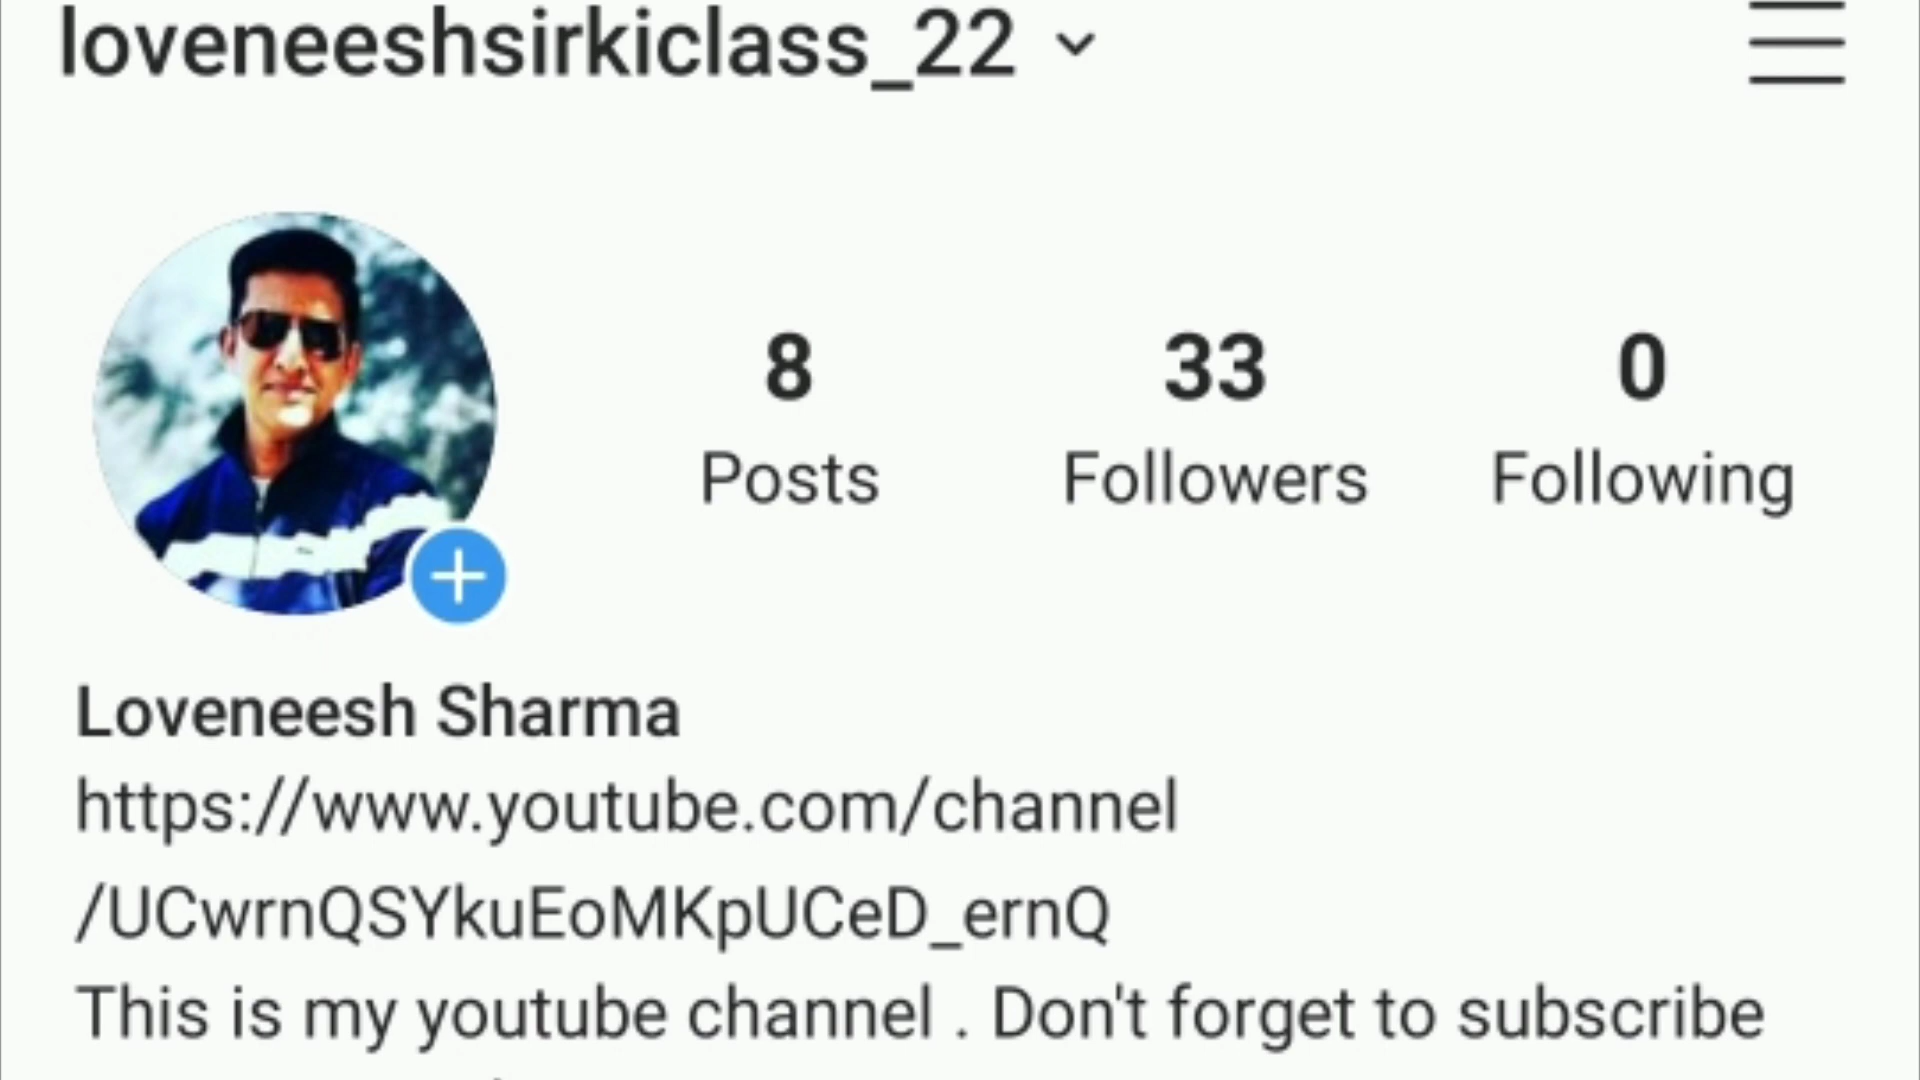 loveneeshsirkiclass_22
8 33 0
Posts Followers Following
Loveneesh Sharma
https://www.youtube.com/channel
/UCwrnQSYkuEoMKpUCeD_ernQ
This is my youtube channel . Don't forget to subscribe